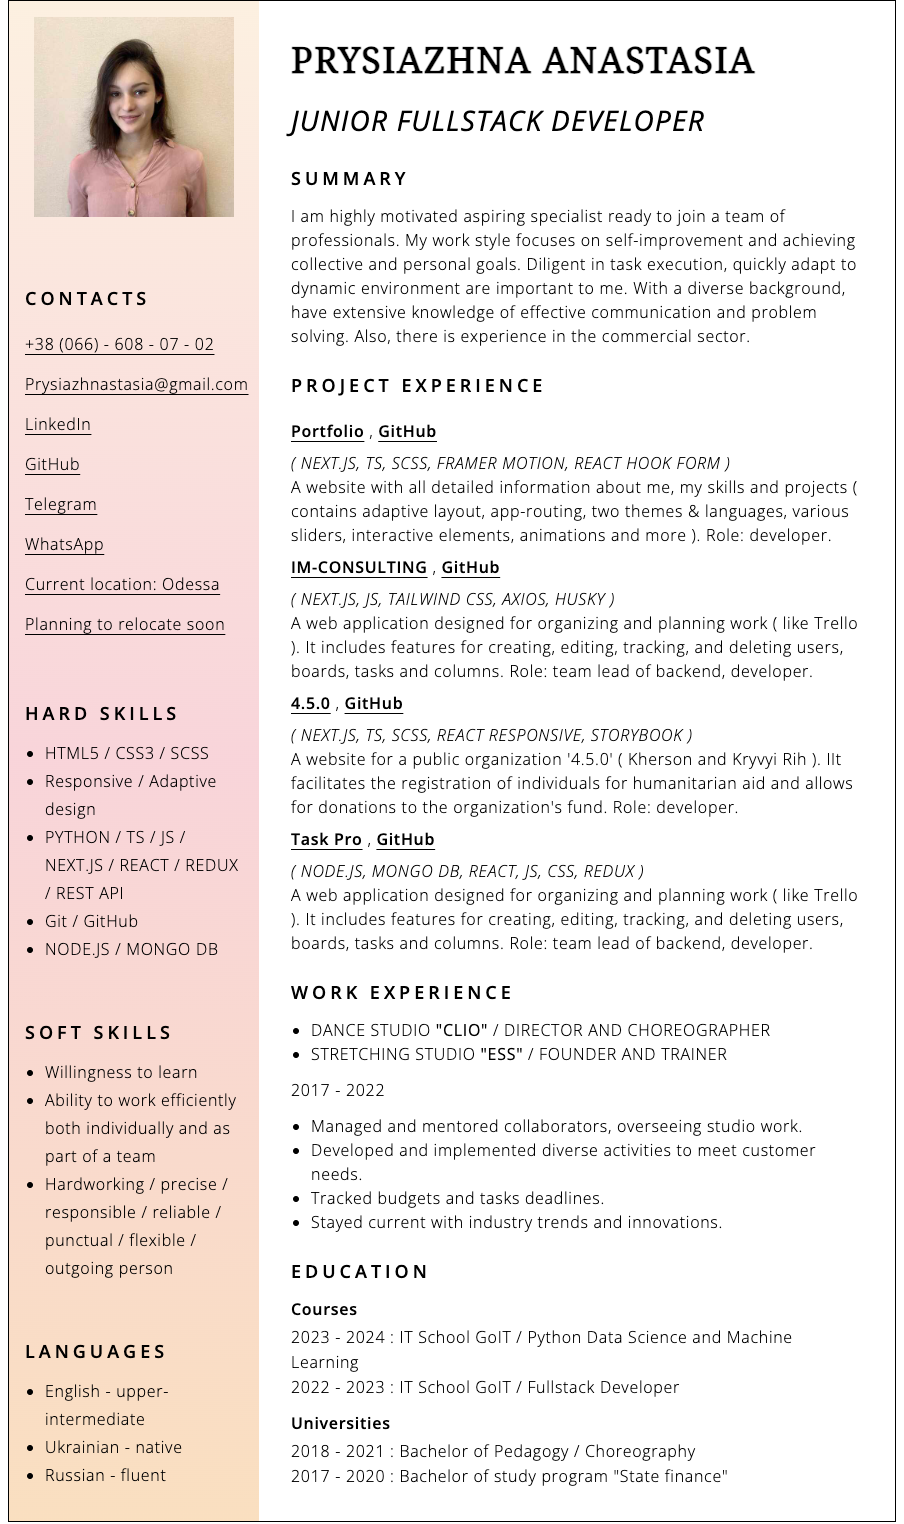 CONTACTS
+38 (066) - 608 - 07 - 02
Prysiazhnastasia@gmail.com
LinkedIn
GitHub
Telegram
WhatsApp
Current location: Odessa
Planning to relocate soon
HARD SKILLS
• HTML5 / CSS3 / SCSS
• Responsive / Adaptive
design
• PYTHON / TS / JS /
NEXT.JS / REACT / REDUX
/ REST API
• Git / GitHub
• NODE.JS / MONGO DB
SOFT SKILLS
• Willingness to learn
• Ability to work efficiently
both individually and as
part of a team
• Hardworking / precise /
responsible / reliable /
punctual / flexible /
outgoing person
LANGUAGES
• English - upper-
intermediate
• Ukrainian - native
• Russian - fluent
PRYSIAZHNA ANASTASIA
JUNIOR FULLSTACK DEVELOPER
SUMMARY
I am highly motivated aspiring specialist ready to join a team of
professionals. My work style focuses on self-improvement and achieving
collective and personal goals. Diligent in task execution, quickly adapt to
dynamic environment are important to me. With a diverse background,
have extensive knowledge of effective communication and problem
solving. Also, there is experience in the commercial sector.
PROJECT EXPERIENCE
Portfolio , GitHub
( NEXT.JS, TS, SCSS, FRAMER MOTION, REACT HOOK FORM )
A website with all detailed information about me, my skills and projects (
contains adaptive layout, app-routing, two themes & languages, various
sliders, interactive elements, animations and more ). Role: developer.
IM-CONSULTING , GitHub
( NEXT.JS, JS, TAILWIND CSS, AXIOS, HUSKY )
A web application designed for organizing and planning work ( like Trello
). It includes features for creating, editing, tracking, and deleting users,
boards, tasks and columns. Role: team lead of backend, developer.
4.5.0 , GitHub
( NEXT.JS, TS, SCSS, REACT RESPONSIVE, STORYBOOK )
A website for a public organization '4.5.0' ( Kherson and Kryvyi Rih ). IIt
facilitates the registration of individuals for humanitarian aid and allows
for donations to the organization's fund. Role: developer.
Task Pro , GitHub
( NODE.JS, MONGO DB, REACT, JS, CSS, REDUX )
A web application designed for organizing and planning work ( like Trello
). It includes features for creating, editing, tracking, and deleting users,
boards, tasks and columns. Role: team lead of backend, developer.
WORK EXPERIENCE
• DANCE STUDIO "CLIO" / DIRECTOR AND CHOREOGRAPHER
• STRETCHING STUDIO "ESS" / FOUNDER AND TRAINER
2017 - 2022
• Managed and mentored collaborators, overseeing studio work.
• Developed and implemented diverse activities to meet customer
needs.
• Tracked budgets and tasks deadlines.
• Stayed current with industry trends and innovations.
EDUCATION
Courses
2023 - 2024 : IT School GoIT / Python Data Science and Machine
Learning
2022 - 2023 : IT School GoIT / Fullstack Developer
Universities
2018 - 2021 : Bachelor of Pedagogy / Choreography
2017 - 2020 : Bachelor of study program "State finance"